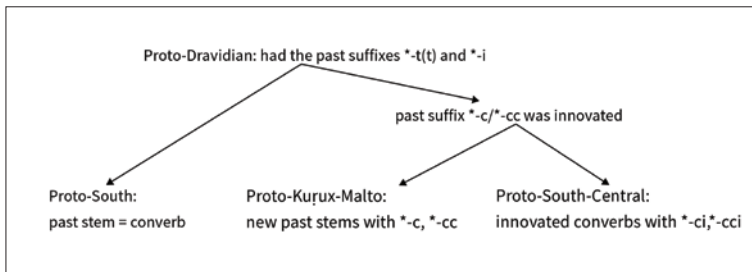 Proto-Dravidian: had the past suffixes *-t(t) and *-i
past suffix *-c/*-cc was innovated
Proto-South:
past stem = converb
Proto-Kuṛux-Malto:
new past stems with *-c, *-cc
Proto-South-Central:
innovated converbs with *-ci,*-cci